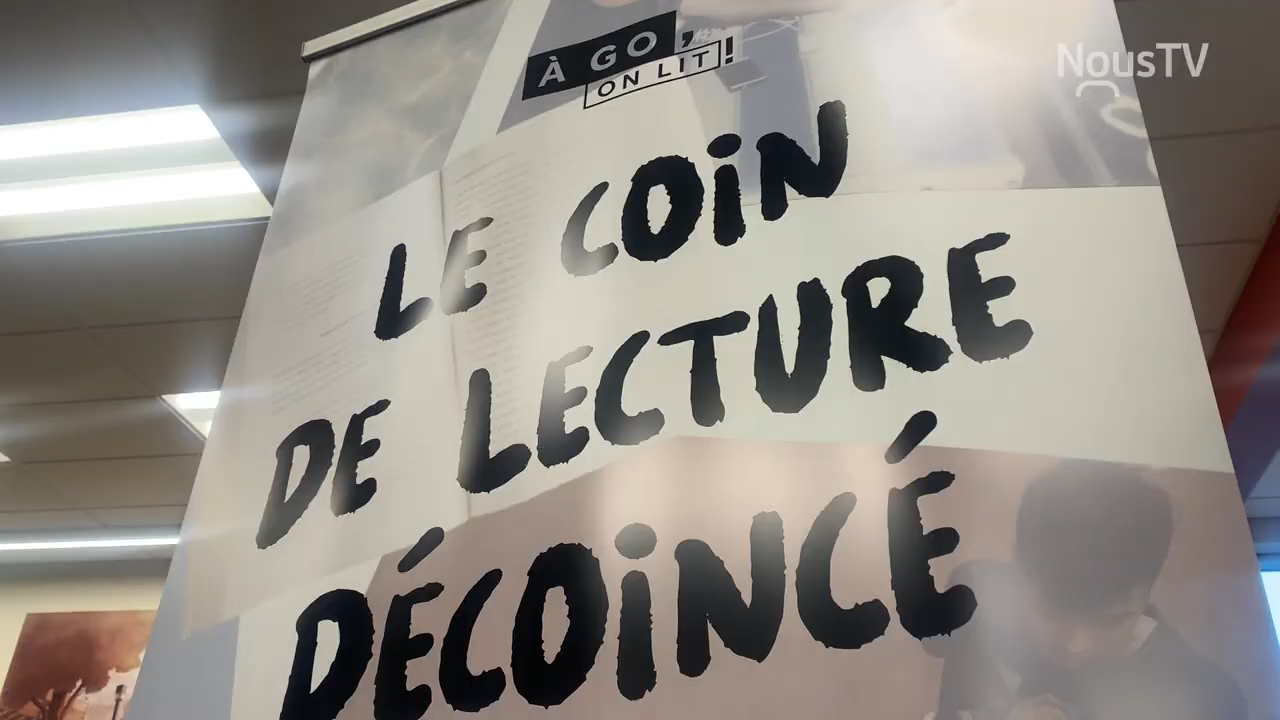 À GO,
ON LIT!
NousTV
LE COIN
DE LECTURE
DÉCOINCÉ